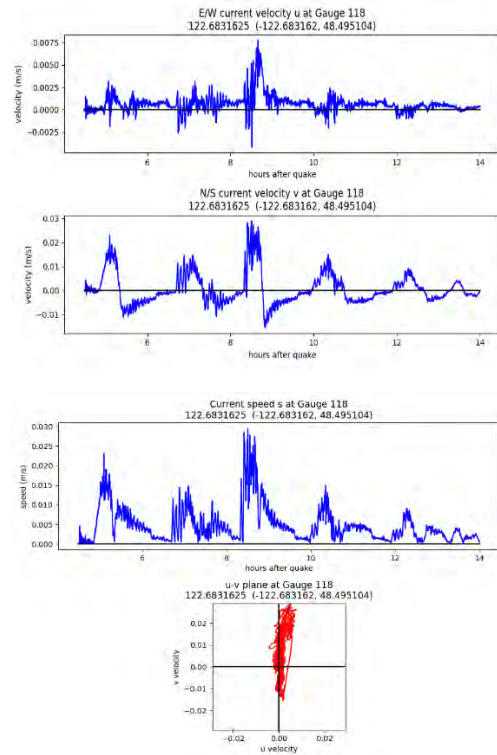 E/W current velocity u at Gauge 118
122.6831625 (-122.683162, 48.495104)
velocity (m/s)
0.0075
0.0050
0.0025
0.0000
−0.0025
6
8
10
12
14
hours after quake
N/S current velocity v at Gauge 118
122.6831625 (-122.683162, 48.495104)
velocity (m/s)
0.03
0.02
0.01
0.00
−0.01
6
8
10
12
14
hours after quake
Current speed s at Gauge 118
122.6831625 (-122.683162, 48.495104)
speed (m/s)
0.030
0.025
0.020
0.015
0.010
0.005
0.000
6
8
10
12
14
hours after quake
u-v plane at Gauge 118
122.6831625 (-122.683162, 48.495104)
v velocity
0.02
0.01
0.00
−0.01
−0.02
−0.02
0.00
0.02
u velocity